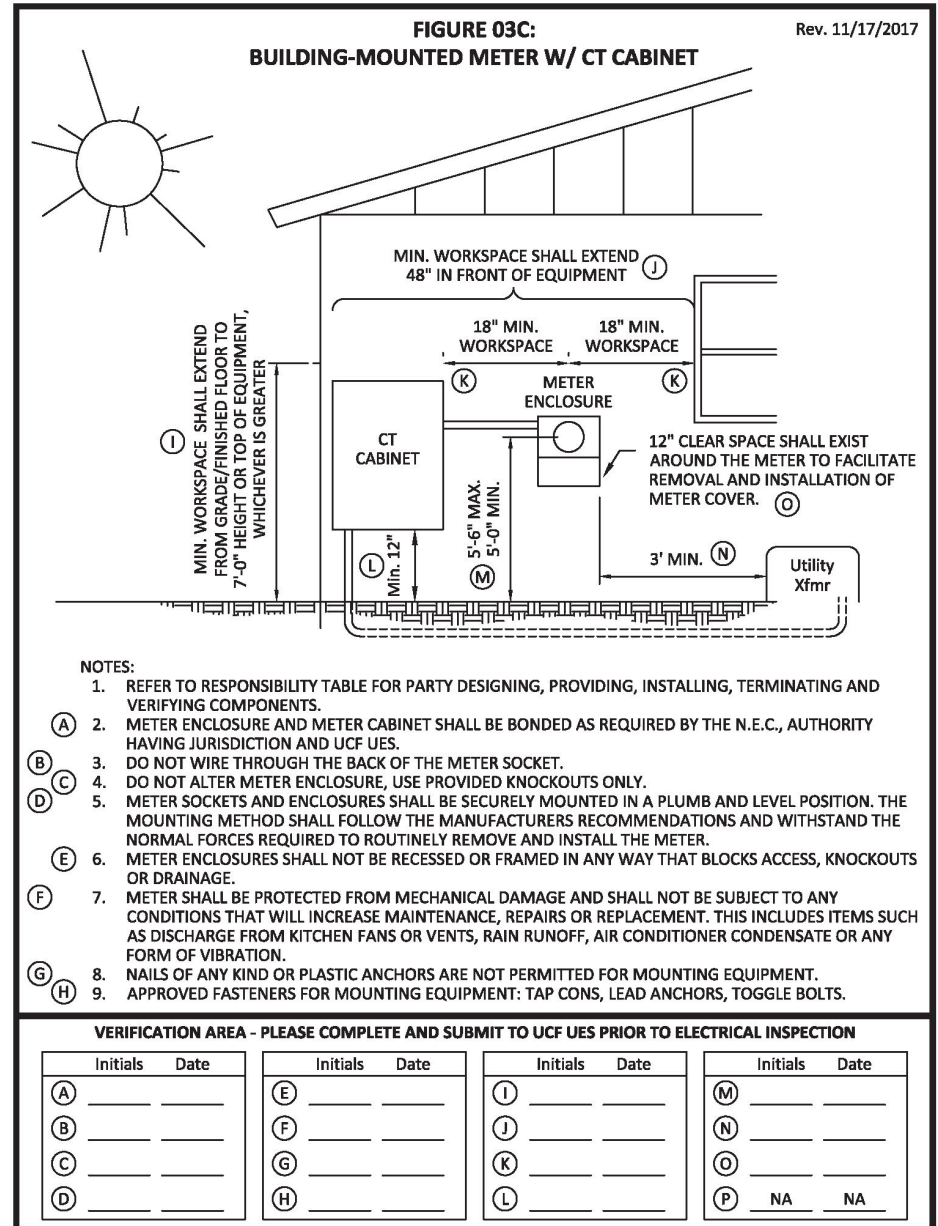 FIGURE 03C:
Rev. 11/17/2017
BUILDING-MOUNTED METER W/ CT CABINET
MIN. WORKSPACE SHALL EXTEND
48" IN FRONT OF EQUIPMENT
J
MIN. WORKSPACE SHALL EXTEND
FROM GRADE/FINISHED FLOOR TO
7'-0" HEIGHT OR TOP OF EQUIPMENT,
WHICHEVER IS GREATER
I
18" MIN.
WORKSPACE
K
18" MIN.
WORKSPACE
K
METER
ENCLOSURE
CT
CABINET
12" CLEAR SPACE SHALL EXIST
AROUND THE METER TO FACILITATE
REMOVAL AND INSTALLATION OF
METER COVER. O
L
Min. 12"
5'-6" MAX.
5'-0" MIN.
M
3' MIN. N
Utility
Xfmr
NOTES:
1. REFER TO RESPONSIBILITY TABLE FOR PARTY DESIGNING, PROVIDING, INSTALLING, TERMINATING AND
VERIFYING COMPONENTS.
A 2. METER ENCLOSURE AND METER CABINET SHALL BE BONDED AS REQUIRED BY THE N.E.C., AUTHORITY
HAVING JURISDICTION AND UCF UES.
B 3. DO NOT WIRE THROUGH THE BACK OF THE METER SOCKET.
C 4. DO NOT ALTER METER ENCLOSURE, USE PROVIDED KNOCKOUTS ONLY.
D 5. METER SOCKETS AND ENCLOSURES SHALL BE SECURELY MOUNTED IN A PLUMB AND LEVEL POSITION. THE
MOUNTING METHOD SHALL FOLLOW THE MANUFACTURERS RECOMMENDATIONS AND WITHSTAND THE
NORMAL FORCES REQUIRED TO ROUTINELY REMOVE AND INSTALL THE METER.
E 6. METER ENCLOSURES SHALL NOT BE RECESSED OR FRAMED IN ANY WAY THAT BLOCKS ACCESS, KNOCKOUTS
OR DRAINAGE.
F 7. METER SHALL BE PROTECTED FROM MECHANICAL DAMAGE AND SHALL NOT BE SUBJECT TO ANY
CONDITIONS THAT WILL INCREASE MAINTENANCE, REPAIRS OR REPLACEMENT. THIS INCLUDES ITEMS SUCH
AS DISCHARGE FROM KITCHEN FANS OR VENTS, RAIN RUNOFF, AIR CONDITIONER CONDENSATE OR ANY
FORM OF VIBRATION.
G 8. NAILS OF ANY KIND OR PLASTIC ANCHORS ARE NOT PERMITTED FOR MOUNTING EQUIPMENT.
H 9. APPROVED FASTENERS FOR MOUNTING EQUIPMENT: TAP CONS, LEAD ANCHORS, TOGGLE BOLTS.
VERIFICATION AREA - PLEASE COMPLETE AND SUBMIT TO UCF UES PRIOR TO ELECTRICAL INSPECTION
Initials Date
A
B
C
D
Initials Date
E
F
G
H
Initials Date
I
J
K
L
Initials Date
M
N
O
P NA NA